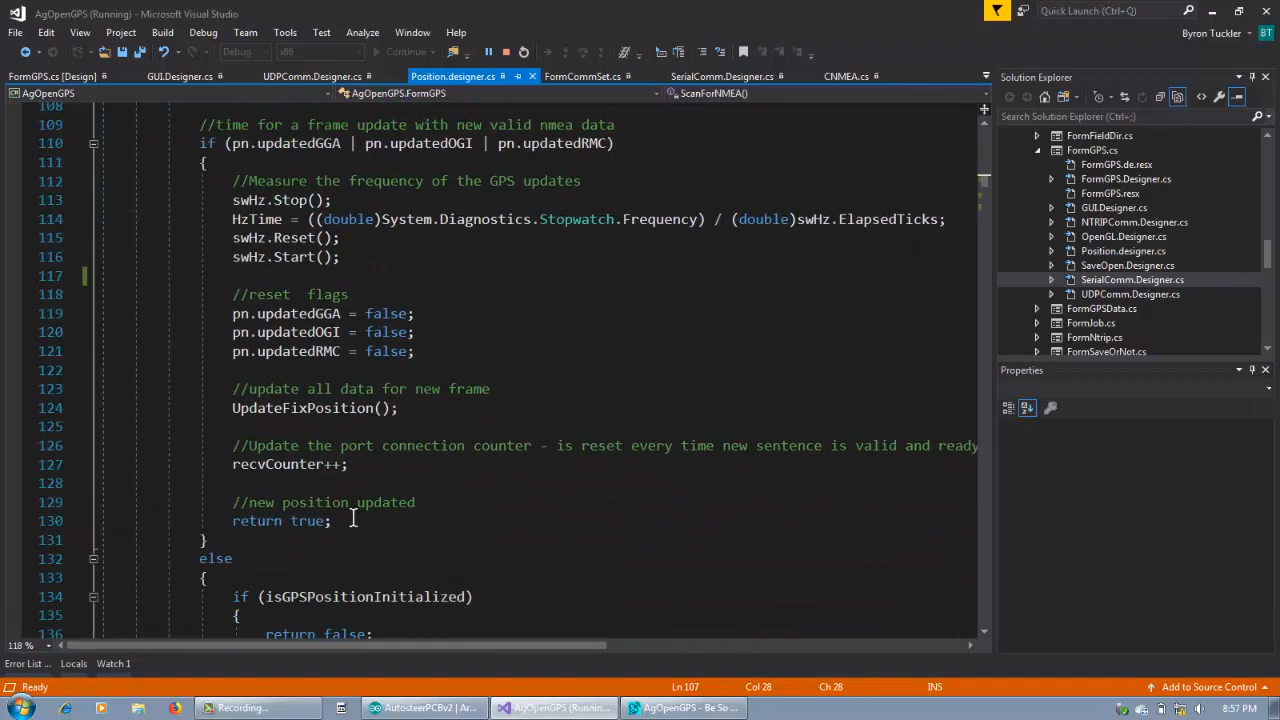 AgOpenGPS (Running) - Microsoft Visual Studio
Quick Launch (Ctrl+Q)
File Edit View Project Build Debug Team Tools Test Analyze Window Help
Byron Tuckler BT
Debug x86 Continue
FormGPS.cs [Design] GUI.Designer.cs UDPComm.Designer.cs Position.designer.cs FormCommSet.cs SerialComm.Designer.cs CNMEA.cs
AgOpenGPS AgOpenGPS.FormGPS ScanForNMEA()
108
109 //time for a frame update with new valid nmea data
110 if (pn.updatedGGA | pn.updatedOGI | pn.updatedRMC)
111 {
112 //Measure the frequency of the GPS updates
113 swHz.Stop();
114 HzTime = ((double)System.Diagnostics.Stopwatch.Frequency) / (double)swHz.ElapsedTicks;
115 swHz.Reset();
116 swHz.Start();
117
118 //reset  flags
119 pn.updatedGGA = false;
120 pn.updatedOGI = false;
121 pn.updatedRMC = false;
122
123 //update all data for new frame
124 UpdateFixPosition();
125
126 //Update the port connection counter - is reset every time new sentence is valid and ready
127 recvCounter++;
128
129 //new position updated
130 return true;
131 }
132 else
133 {
134 if (isGPSPositionInitialized)
135 {
136 return false;
118 %
Solution Explorer
Search Solution Explorer (Ctrl+;)
FormFieldDir.cs
FormGPS.cs
FormGPS.de.resx
FormGPS.Designer.cs
FormGPS.resx
GUI.Designer.cs
NTRIPComm.Designer.cs
OpenGL.Designer.cs
Position.designer.cs
SaveOpen.Designer.cs
SerialComm.Designer.cs
UDPComm.Designer.cs
FormGPSData.cs
FormJob.cs
FormNtrip.cs
FormSaveOrNot.cs
Properties
Error List ... Locals Watch 1
Ready Ln 107 Col 28 Ch 28 INS Add to Source Control
Recording... AutosteerPCBv2 | Ar... AgOpenGPS (Runnin... AgOpenGPS - Be So ... 8:57 PM